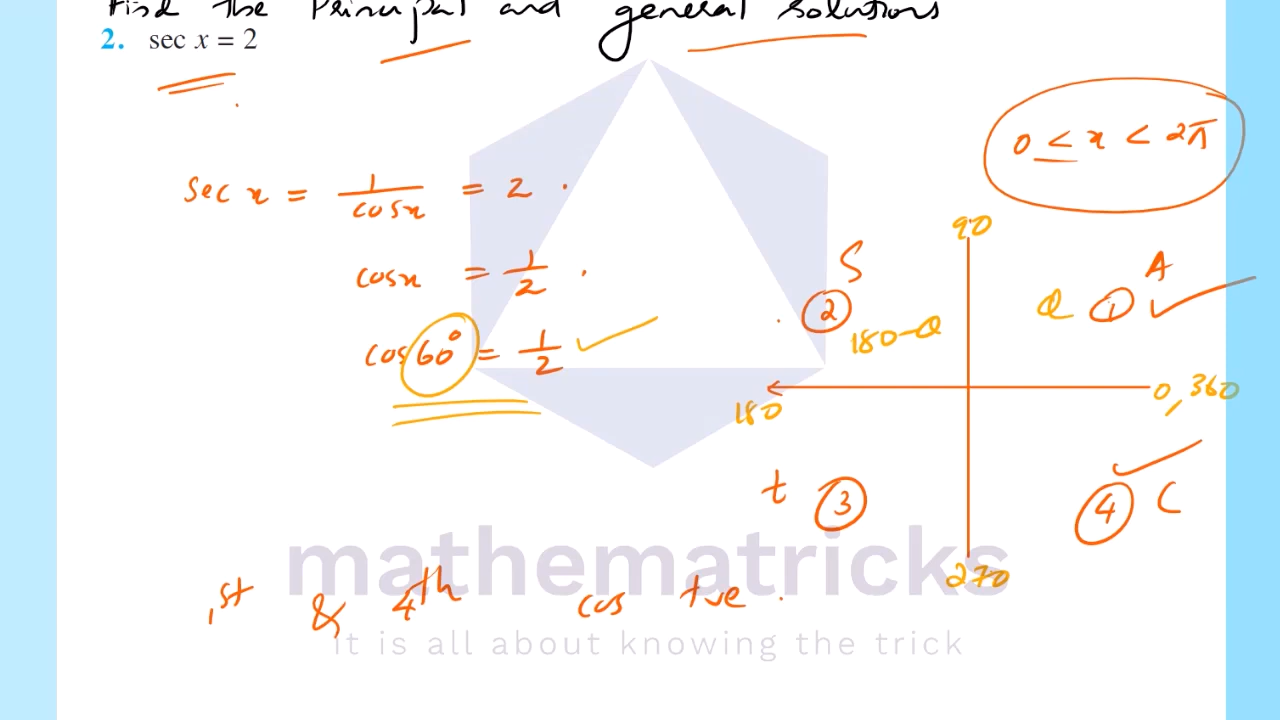 Find the Principal and general solutions
2. sec x = 2
0 ≤ x < 2π
sec x = 1/cosx = 2 .
cosx = 1/2 .
cos 60° = 1/2
90
S A
2 180-θ θ 1
180 0, 360
t 3 4 C
270
mathematricks
it is all about knowing the trick
1st & 4th cos +ve .